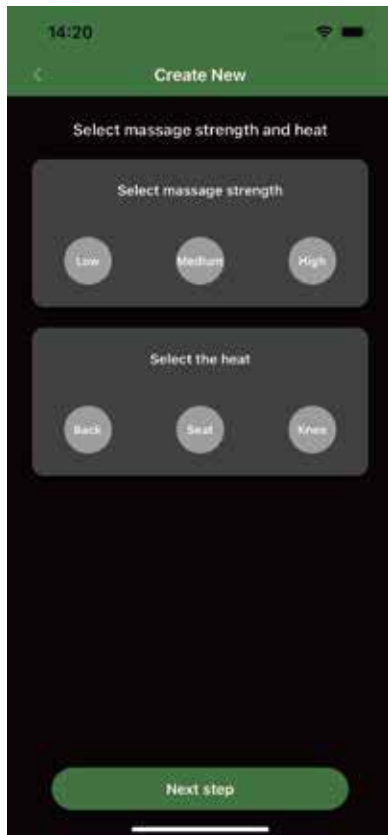 14:20
Create New
Select massage strength and heat
Select massage strength
Low Medium High
Select the heat
Back Seat Knee
Next step